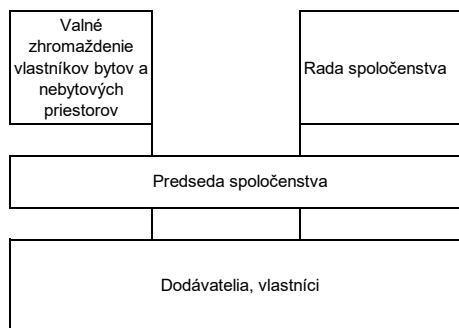 Valné
zhromaždenie
vlastníkov bytov a
nebytových
priestorov
Rada spoločenstva
Predseda spoločenstva
Dodávatelia, vlastníci